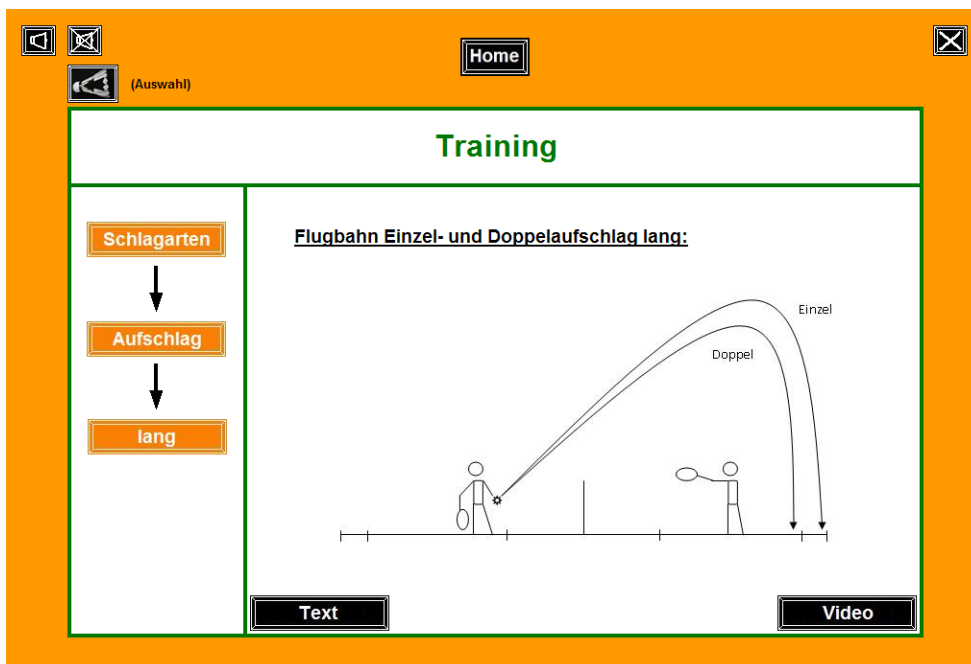 Home
(Auswahl)
Training
Schlagarten
Aufschlag
lang
Flugbahn Einzel- und Doppelaufschlag lang:
Einzel
Doppel
Text
Video